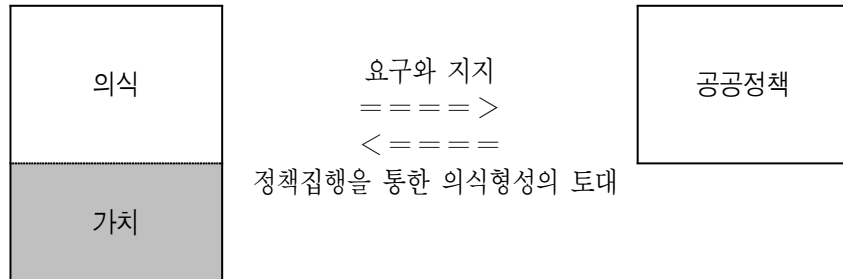 의식
요구와 지지
공공정책
====>
<====
정책집행을 통한 의식형성의 토대
가치